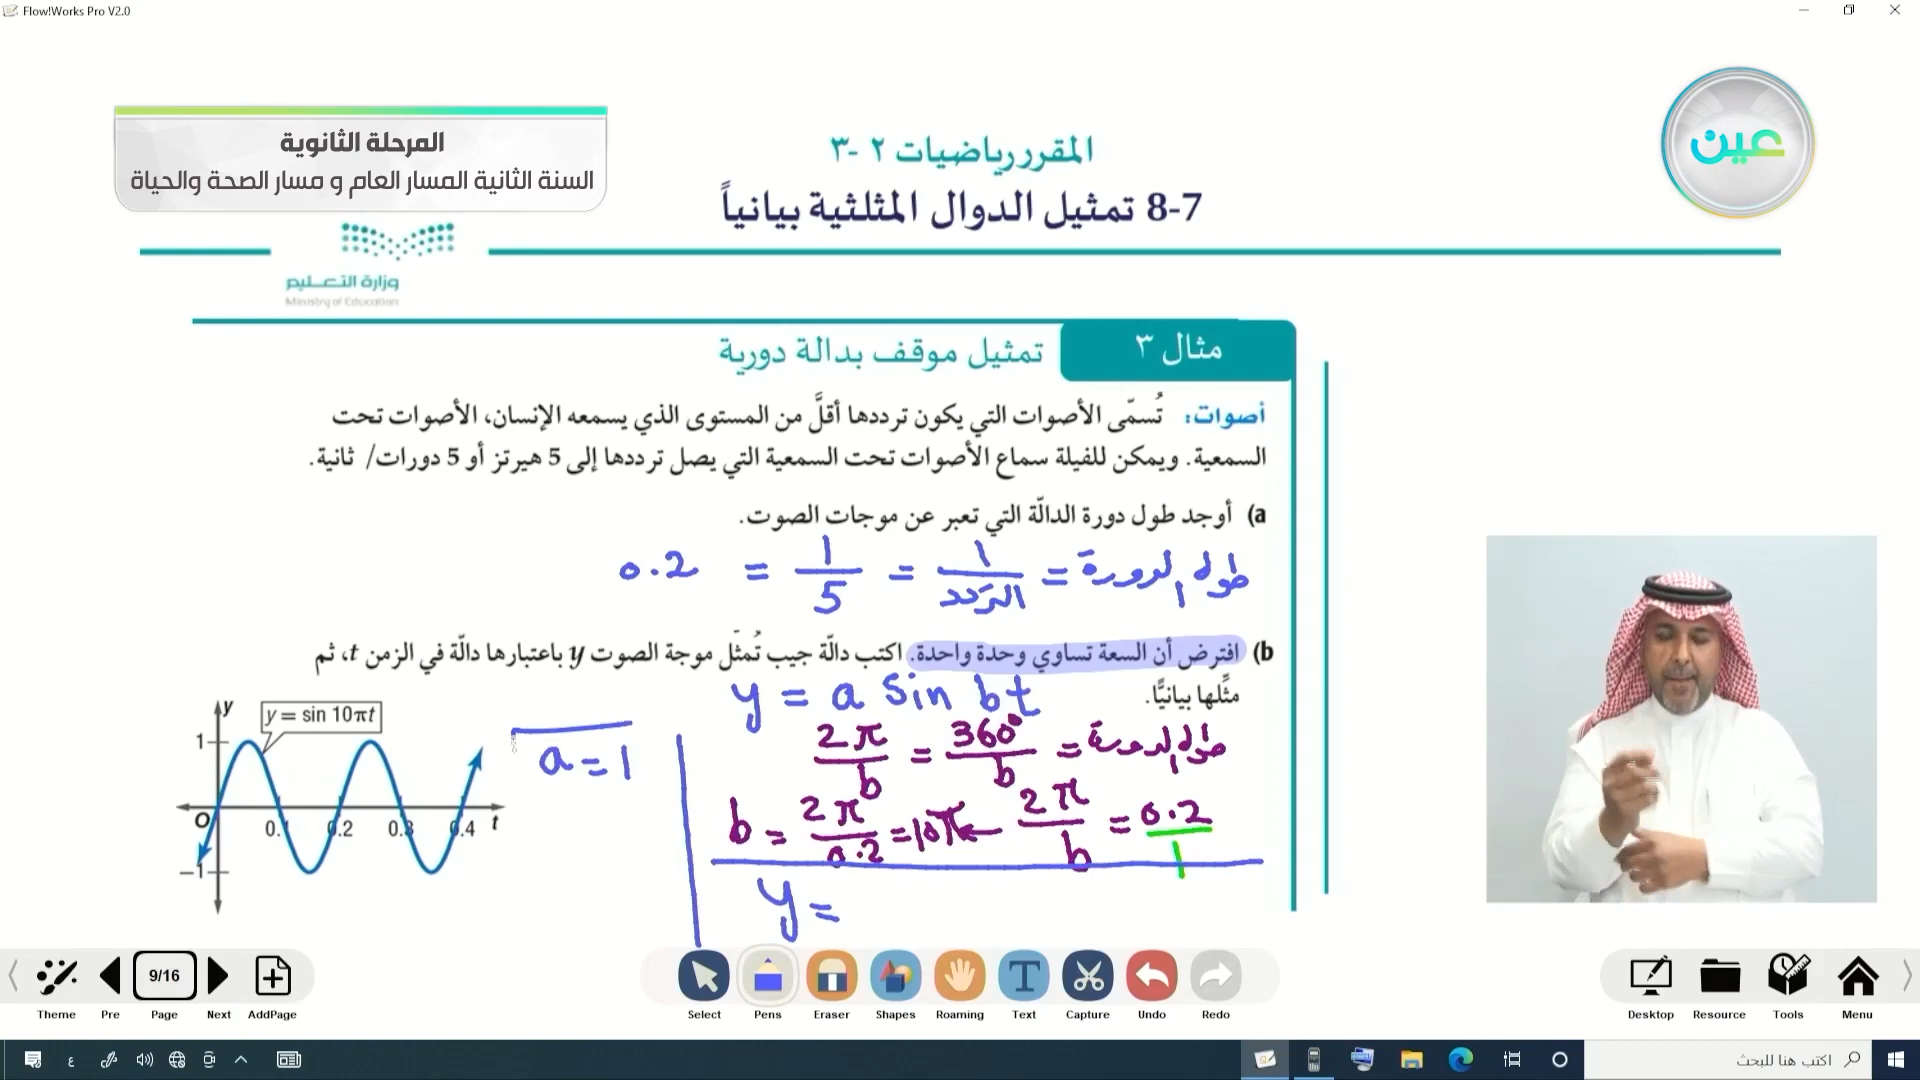 Flow!Works Pro V2.0
المرحلة الثانوية
السنة الثانية المسار العام و مسار الصحة والحياة
المقرر رياضيات ٢ -٣
8-7 تمثيل الدوال المثلثية بيانياً
عين
وزارة التعـليم
Ministry of Education
مثال ٣
تمثيل موقف بدالة دورية
أصوات: تُسمّى الأصوات التي يكون ترددها أقلَّ من المستوى الذي يسمعه الإنسان، الأصوات تحت
السمعية. ويمكن للفيلة سماع الأصوات تحت السمعية التي يصل ترددها إلى 5 هيرتز أو 5 دورات/ ثانية.
a) أوجد طول دورة الدالّة التي تعبر عن موجات الصوت.
طول الدورة = 1/التردد = 1/5 = 0.2
b) افترض أن السعة تساوي وحدة واحدة. اكتب دالّة جيب تُمثّل موجة الصوت y باعتبارها دالّة في الزمن t، ثم
مثِّلها بيانيًّا.
y = a sin bt
طول الدورة = 360°/b = 2π/b
0.2/1 = 2π/b ← b = 2π/0.2 = 10π
a = 1
y =
y
y = sin 10πt
1
O
0.1
0.2
0.3
0.4
t
−1
9/16
Theme
Pre
Page
Next
AddPage
Select
Pens
Eraser
Shapes
Roaming
T
Text
Capture
Undo
Redo
Desktop
Resource
Tools
Menu
ع
اكتب هنا للبحث